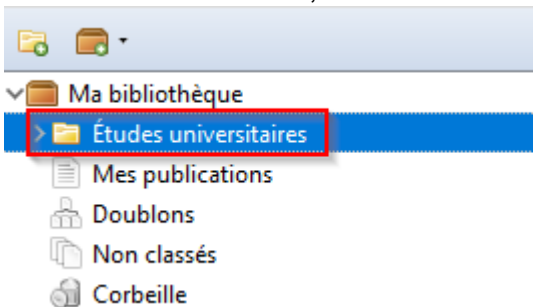 Ma bibliothèque
Études universitaires
Mes publications
Doublons
Non classés
Corbeille